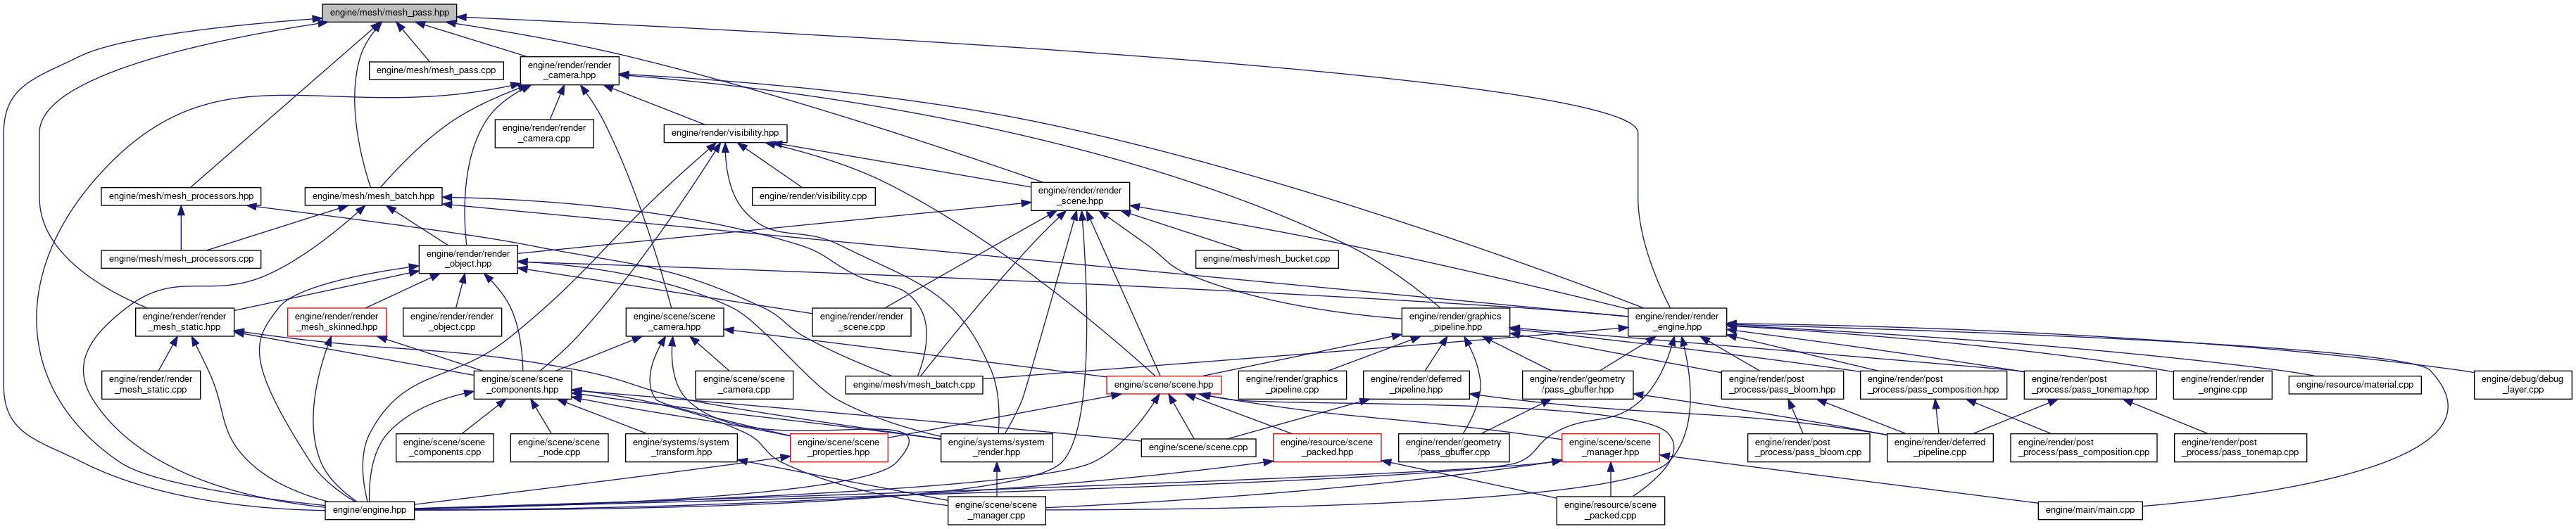 engine/mesh/mesh_pass.hpp
engine/mesh/mesh_pass.cpp
engine/render/render
_camera.hpp
engine/render/render
_camera.cpp
engine/render/visibility.hpp
engine/mesh/mesh_processors.hpp
engine/mesh/mesh_batch.hpp
engine/render/visibility.cpp
engine/render/render
_scene.hpp
engine/mesh/mesh_processors.cpp
engine/render/render
_object.hpp
engine/mesh/mesh_bucket.cpp
engine/render/render
_mesh_static.hpp
engine/render/render
_mesh_skinned.hpp
engine/render/render
_object.cpp
engine/scene/scene
_camera.hpp
engine/render/render
_scene.cpp
engine/render/graphics
_pipeline.hpp
engine/render/render
_engine.hpp
engine/render/render
_mesh_static.cpp
engine/scene/scene
_components.hpp
engine/scene/scene
_camera.cpp
engine/mesh/mesh_batch.cpp
engine/scene/scene.hpp
engine/render/graphics
_pipeline.cpp
engine/render/deferred
_pipeline.hpp
engine/render/geometry
/pass_gbuffer.hpp
engine/render/post
_process/pass_bloom.hpp
engine/render/post
_process/pass_composition.hpp
engine/render/post
_process/pass_tonemap.hpp
engine/render/render
_engine.cpp
engine/resource/material.cpp
engine/debug/debug
_layer.cpp
engine/scene/scene
_components.cpp
engine/scene/scene
_node.cpp
engine/systems/system
_transform.hpp
engine/scene/scene
_properties.hpp
engine/systems/system
_render.hpp
engine/scene/scene.cpp
engine/resource/scene
_packed.hpp
engine/render/geometry
/pass_gbuffer.cpp
engine/scene/scene
_manager.hpp
engine/render/post
_process/pass_bloom.cpp
engine/render/deferred
_pipeline.cpp
engine/render/post
_process/pass_composition.cpp
engine/render/post
_process/pass_tonemap.cpp
engine/engine.hpp
engine/scene/scene
_manager.cpp
engine/resource/scene
_packed.cpp
engine/main/main.cpp